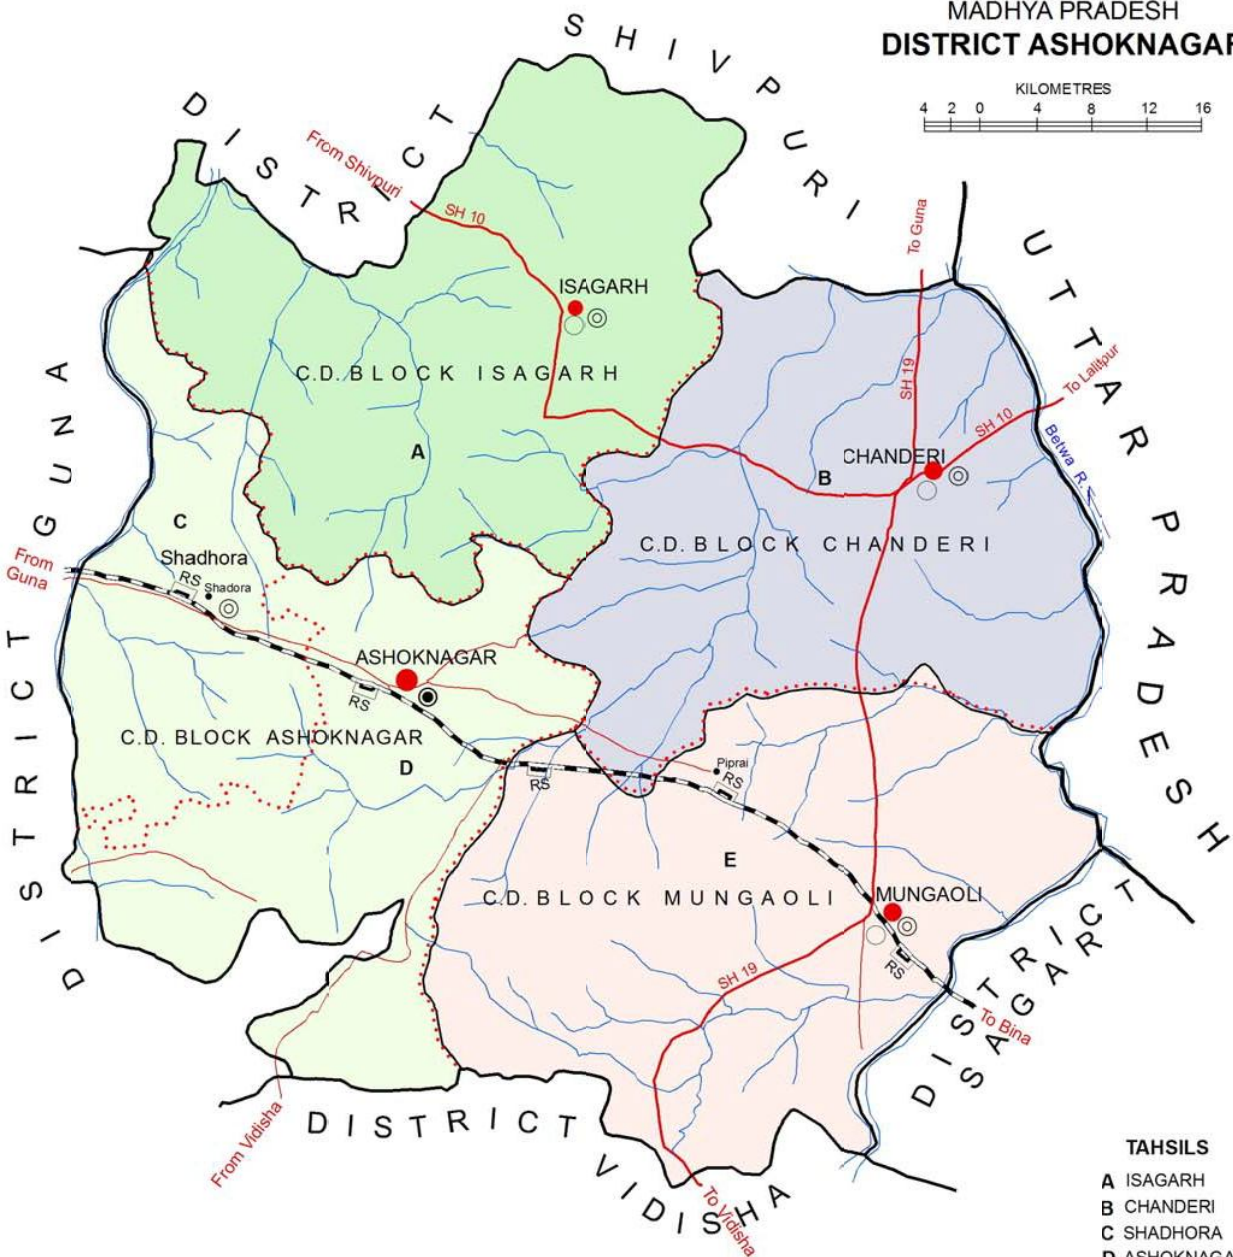 MADHYA PRADESH
DISTRICT ASHOKNAGAR
KILOMETRES
4 2 0 4 8 12 16
DISTRICT SHIVPURI
From Shivpuri
SH 10
To Guna
UTTAR PRADESH
ISAGARH
C.D. BLOCK ISAGARH
A
SH 19
To Lalitpur
SH 10
Betwa R.
CHANDERI
B
C.D. BLOCK CHANDERI
DISTRICT GUNA
C
Shadhora
From
Guna
RS
Shadora
ASHOKNAGAR
RS
C.D. BLOCK ASHOKNAGAR
D
RS
Piprai
RS
E
C.D. BLOCK MUNGAOLI
MUNGAOLI
RS
SH 19
To Bina
DISTRICT
SAGAR
From Vidisha
DISTRICT VIDISHA
To Vidisha
TAHSILS
A ISAGARH
B CHANDERI
C SHADHORA
D ASHOKNAGA